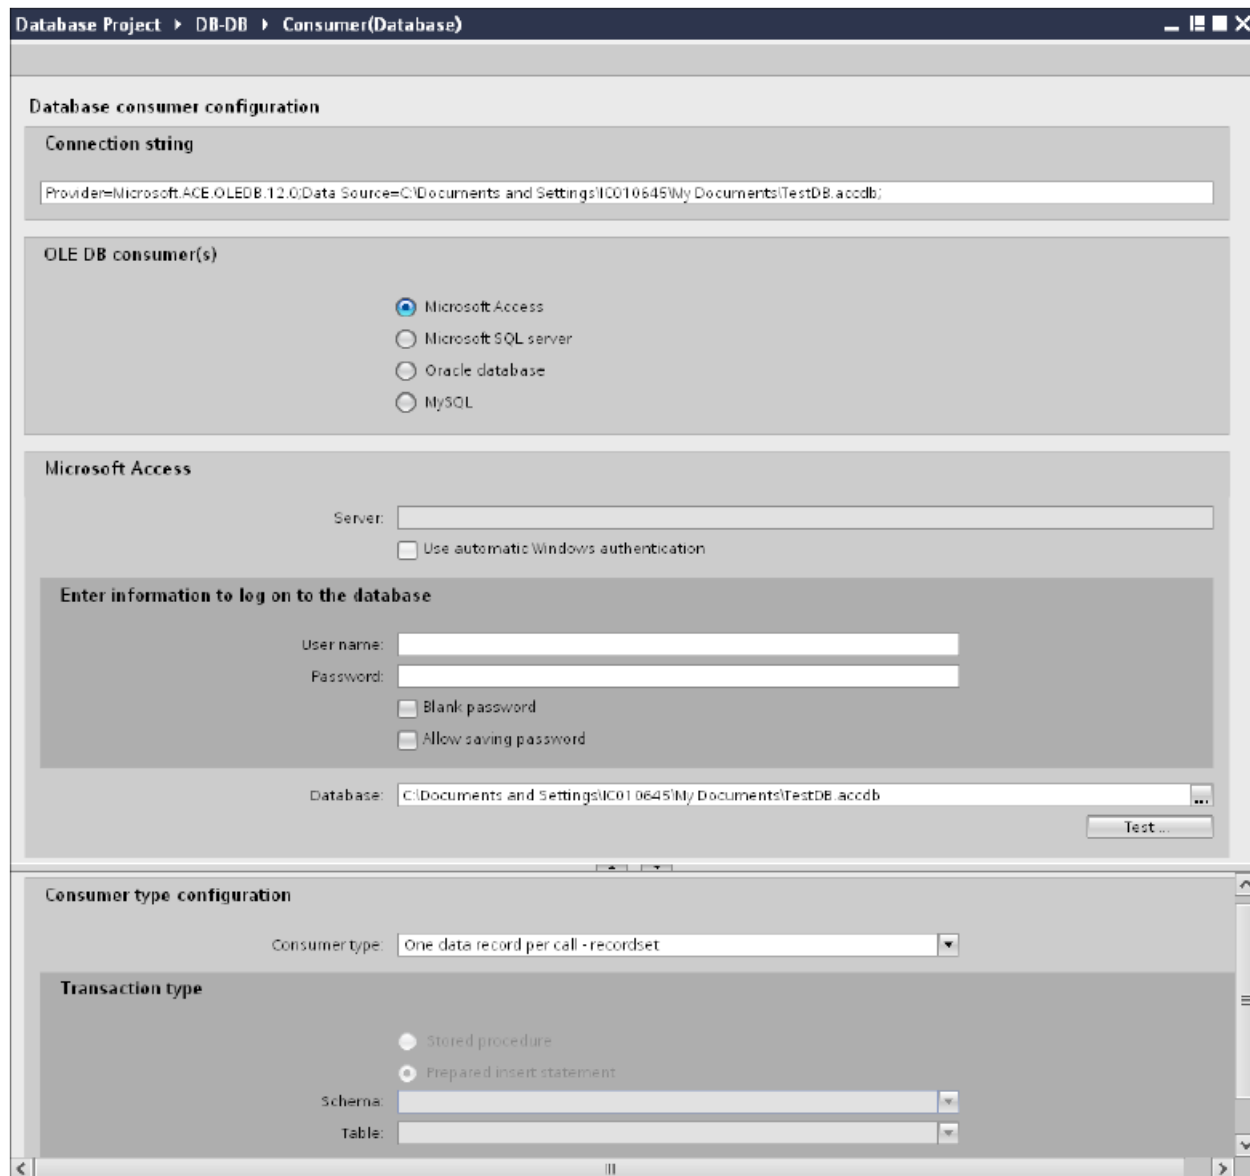 Database Project ▸ DB-DB ▸ Consumer(Database)
Database consumer configuration
Connection string
Provider=Microsoft.ACE.OLEDB.12.0;Data Source=C:\Documents and Settings\IC010645\My Documents\TestDB.accdb;
OLE DB consumer(s)
Microsoft Access
Microsoft SQL server
Oracle database
MySQL
Microsoft Access
Server:
Use automatic Windows authentication
Enter information to log on to the database
User name:
Password:
Blank password
Allow saving password
Database: C:\Documents and Settings\IC010645\My Documents\TestDB.accdb ...
Test ...
Consumer type configuration
Consumer type: One data record per call - recordset
Transaction type
Stored procedure
Prepared insert statement
Schema:
Table: